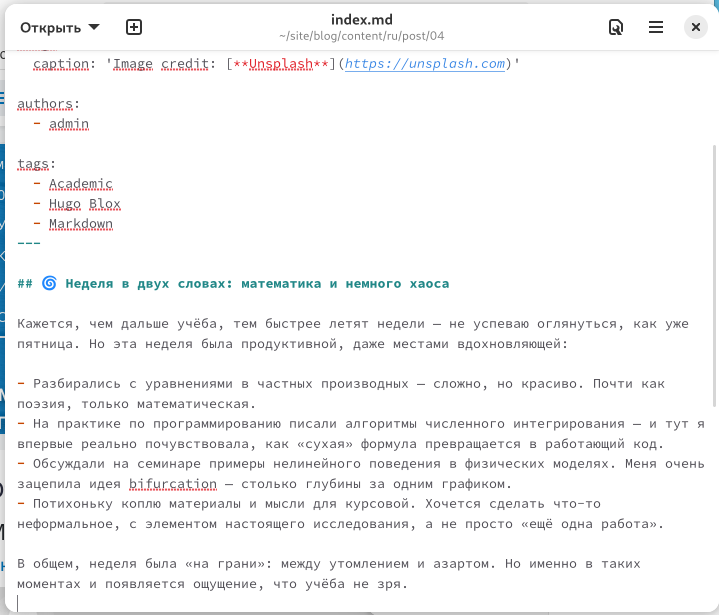 Открыть
index.md
~/site/blog/content/ru/post/04
caption: 'Image credit: [**Unsplash**](https://unsplash.com)'
authors:
- admin
tags:
- Academic
- Hugo Blox
- Markdown
---
## 🌀 Неделя в двух словах: математика и немного хаоса
Кажется, чем дальше учёба, тем быстрее летят недели — не успеваю оглянуться, как уже
пятница. Но эта неделя была продуктивной, даже местами вдохновляющей:
- Разбирались с уравнениями в частных производных — сложно, но красиво. Почти как
поэзия, только математическая.
- На практике по программированию писали алгоритмы численного интегрирования — и тут я
впервые реально почувствовала, как «сухая» формула превращается в работающий код.
- Обсуждали на семинаре примеры нелинейного поведения в физических моделях. Меня очень
зацепила идея bifurcation — столько глубины за одним графиком.
- Потихоньку коплю материалы и мысли для курсовой. Хочется сделать что-то
неформальное, с элементом настоящего исследования, а не просто «ещё одна работа».
В общем, неделя была «на грани»: между утомлением и азартом. Но именно в таких
моментах и появляется ощущение, что учёба не зря.